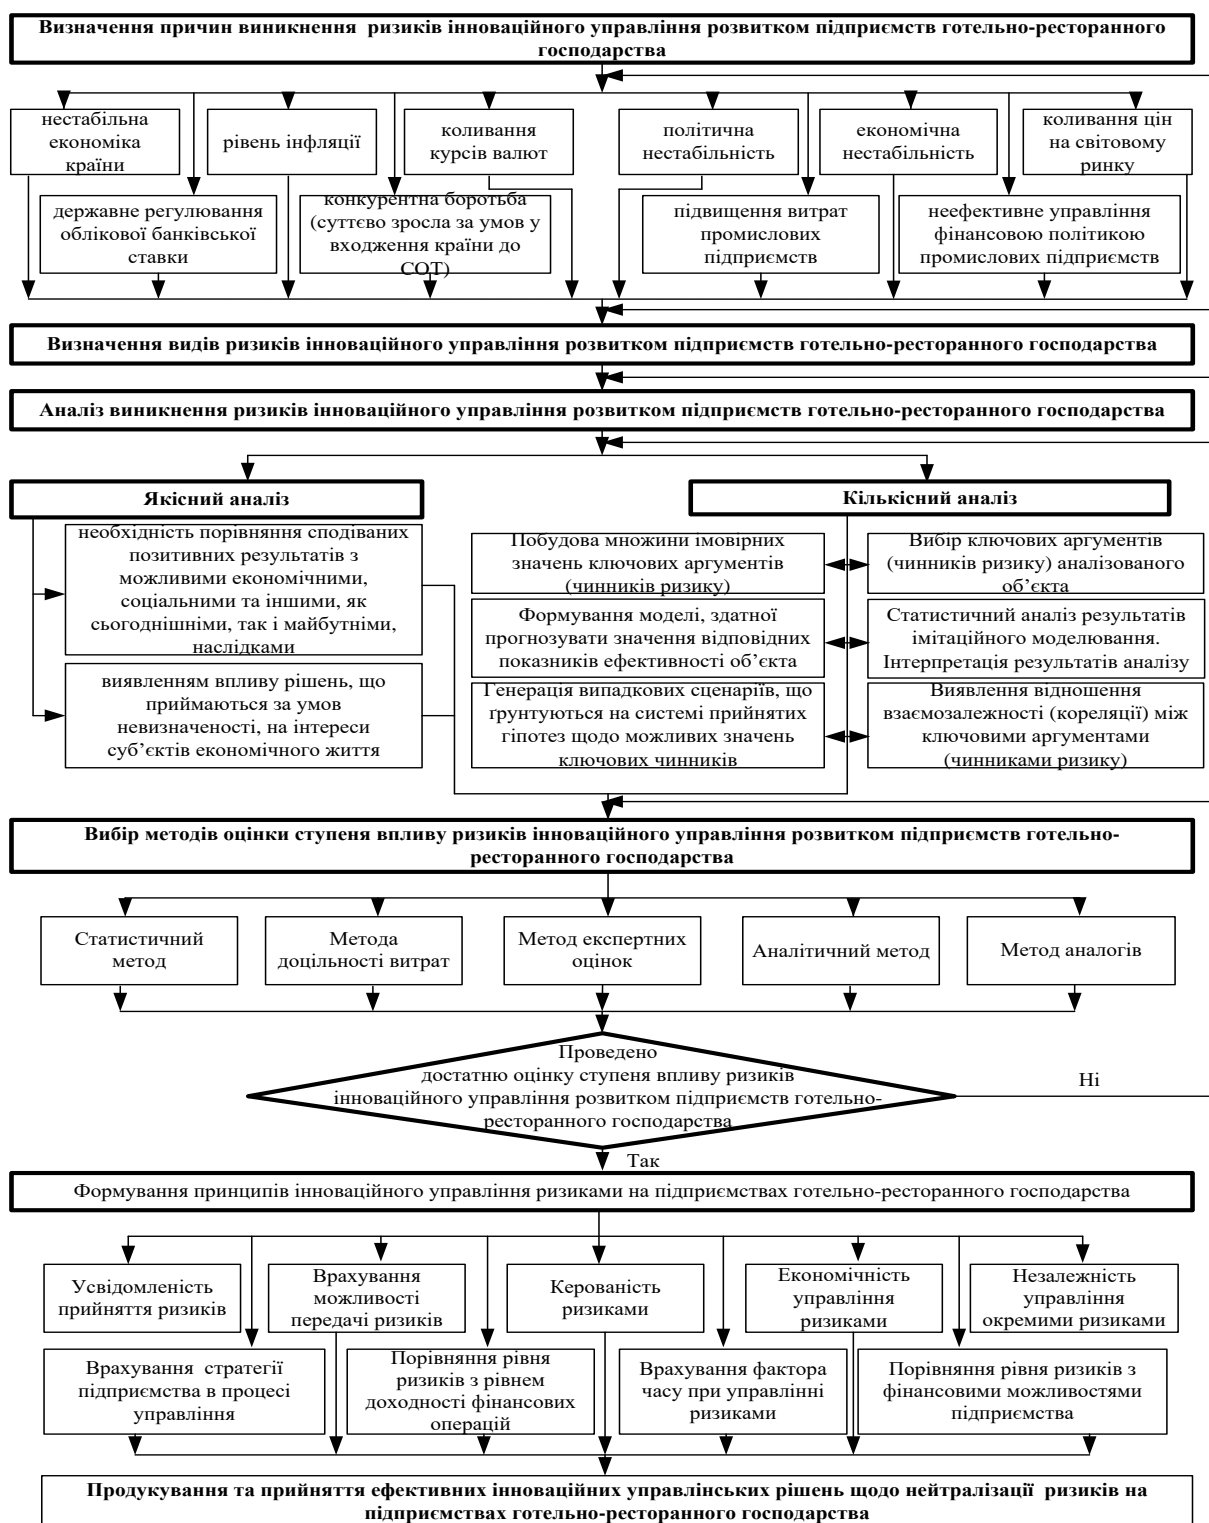 Визначення причин виникнення ризиків інноваційного управління розвитком підприємств готельно-ресторанного
господарства
нестабільна
економіка
країни
рівень інфляції
коливання
курсів валют
політична
нестабільність
економічна
нестабільність
коливання цін
на світовому
ринку
державне регулювання
облікової банківської
ставки
конкурентна боротьба
(суттєво зросла за умов у
входження країни до
СОТ)
підвищення витрат
промислових
підприємств
неефективне управління
фінансовою політикою
промислових підприємств
Визначення видів ризиків інноваційного управління розвитком підприємств готельно-ресторанного господарства
Аналіз виникнення ризиків інноваційного управління розвитком підприємств готельно-ресторанного господарства
Якісний аналіз
Кількісний аналіз
необхідність порівняння сподіваних
позитивних результатів з
можливими економічними,
соціальними та іншими, як
сьогоднішніми, так і майбутніми,
наслідками
виявленням впливу рішень, що
приймаються за умов
невизначеності, на інтереси
суб’єктів економічного життя
Побудова множини імовірних
значень ключових аргументів
(чинників ризику)
Вибір ключових аргументів
(чинників ризику) аналізованого
об’єкта
Формування моделі, здатної
прогнозувати значення відповідних
показників ефективності об’єкта
Статистичний аналіз результатів
імітаційного моделювання.
Інтерпретація результатів аналізу
Генерація випадкових сценаріїв, що
ґрунтуються на системі прийнятих
гіпотез щодо можливих значень
ключових чинників
Виявлення відношення
взаємозалежності (кореляції) між
ключовими аргументами
(чинниками ризику)
Вибір методів оцінки ступеня впливу ризиків інноваційного управління розвитком підприємств готельно-
ресторанного господарства
Статистичний
метод
Метода
доцільності витрат
Метод експертних
оцінок
Аналітичний метод
Метод аналогів
Проведено
достатню оцінку ступеня впливу ризиків
інноваційного управління розвитком підприємств готельно-
ресторанного господарства
Ні
Так
Формування принципів інноваційного управління ризиками на підприємствах готельно-ресторанного господарства
Усвідомленість
прийняття ризиків
Врахування
можливості
передачі ризиків
Керованість
ризиками
Економічність
управління
ризиками
Незалежність
управління
окремими ризиками
Врахування стратегії
підприємства в процесі
управління
Порівняння рівня
ризиків з рівнем
доходності фінансових
операцій
Врахування фактора
часу при управлінні
ризиками
Порівняння рівня ризиків з
фінансовими можливостями
підприємства
Продукування та прийняття ефективних інноваційних управлінських рішень щодо нейтралізації ризиків на
підприємствах готельно-ресторанного господарства